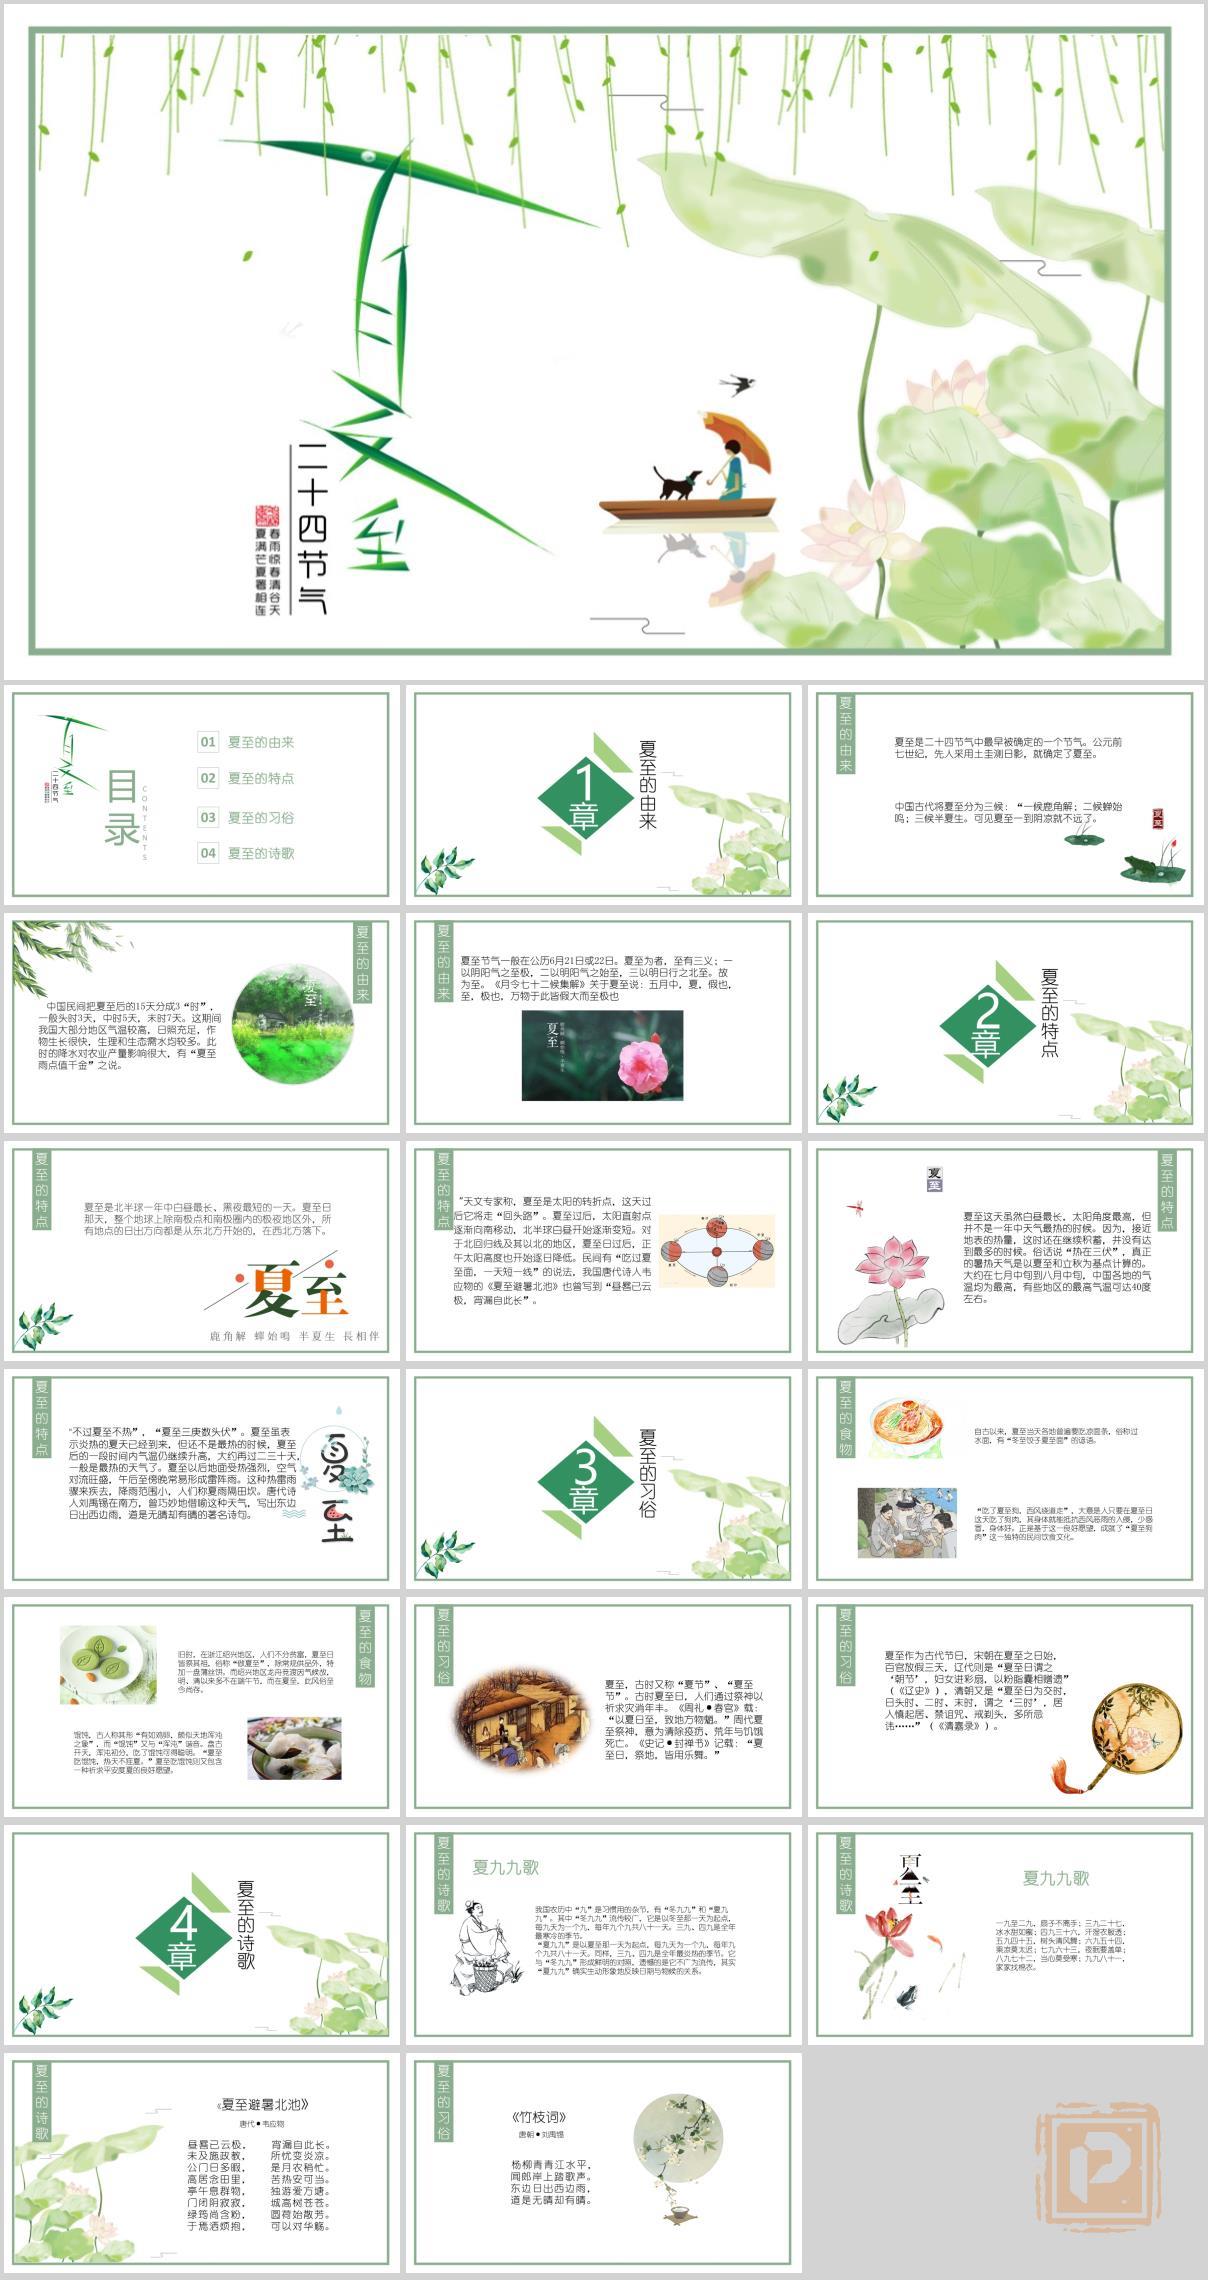 夏至
二十四节气
春雨惊春清谷天
夏满芒夏暑相连
目录
CONTENTS
01 夏至的由来
02 夏至的特点
03 夏至的习俗
04 夏至的诗歌
1章
夏至的由来
夏至的由来
夏至是二十四节气中最早被确定的一个节气。公元前
七世纪，先人采用土圭测日影，就确定了夏至。
中国古代将夏至分为三候：“一候鹿角解；二候蝉始
鸣；三候半夏生。可见夏至一到阴凉就不远了。
夏至
夏至的由来
中国民间把夏至后的15天分成3“时”，
一般头时3天，中时5天，末时7天。这期间
我国大部分地区气温较高，日照充足，作
物生长很快，生理和生态需水均较多。此
时的降水对农业产量影响很大，有“夏至
雨点值千金”之说。
夏至
夏至的由来
夏至节气一般在公历6月21日或22日。夏至为者，至有三义；一
以阴阳气之至极，二以明阳气之始至，三以明日行之北至。故
为至。《月令七十二候集解》关于夏至说：五月中，夏，假也，
至，极也，万物于此皆假大而至极也
夏至
2章
夏至的特点
夏至的特点
夏至是北半球一年中白昼最长、黑夜最短的一天。夏至日
那天，整个地球上除南极点和南极圈内的极夜地区外，所
有地点的日出方向都是从东北方开始的，在西北方落下。
夏至
鹿角解 蟬始鳴 半夏生 長相伴
夏至的特点
“天文专家称，夏至是太阳的转折点，这天过
后它将走“回头路”。夏至过后，太阳直射点
逐渐向南移动，北半球白昼开始逐渐变短。对
于北回归线及其以北的地区，夏至日过后，正
午太阳高度也开始逐日降低。民间有“吃过夏
至面，一天短一线”的说法，我国唐代诗人韦
应物的《夏至避暑北池》也曾写到“昼晷已云
极，宵漏自此长”。
夏至
夏至的特点
夏至这天虽然白昼最长，太阳角度最高，但
并不是一年中天气最热的时候。因为，接近
地表的热量，这时还在继续积蓄，并没有达
到最多的时候。俗话说“热在三伏”，真正
的暑热天气是以夏至和立秋为基点计算的。
大约在七月中旬到八月中旬，中国各地的气
温均为最高，有些地区的最高气温可达40度
左右。
夏至的特点
“不过夏至不热”，“夏至三庚数头伏”。夏至虽表
示炎热的夏天已经到来，但还不是最热的时候，夏至
后的一段时间内气温仍继续升高，大约再过二三十天，
一般是最热的天气了。夏至以后地面受热强烈，空气
对流旺盛，午后至傍晚常易形成雷阵雨。这种热雷雨
骤来疾去，降雨范围小，人们称夏雨隔田坎。唐代诗
人刘禹锡在南方，曾巧妙地借喻这种天气，写出东边
日出西边雨，道是无晴却有晴的著名诗句。
夏至
3章
夏至的习俗
夏至的食物
自古以来，夏至当天各地普遍要吃凉面条，俗称过
水面，有“冬至饺子夏至面”的谚语。
“吃了夏至狗，西风绕道走”，大意是人只要在夏至日
这天吃了狗肉，其身体就能抵抗西风恶雨的入侵，少感
冒，身体好。正是基于这一良好愿望，成就了“夏至狗
肉”这一独特的民间饮食文化。
夏至的食物
旧时，在浙江绍兴地区，人们不分贫富，夏至日
皆祭其祖，俗称“做夏至”，除常规供品外，特
加一盘蒲丝饼。而绍兴地区龙舟竞渡因气候故，
明、清以来多不在端午节，而在夏至，此风俗至
今尚存。
馄饨，古人称其形“有如鸡卵，颇似天地浑沌
之象”，而“馄饨”又与“浑沌”谐音。盘古
开天，浑沌初分，吃了馄饨可得聪明。“夏至
吃馄饨，热天不疰夏。”夏至吃馄饨则又包含
一种祈求平安度夏的良好愿望。
夏至的习俗
夏至，古时又称“夏节”、“夏至
节”。古时夏至日，人们通过祭神以
祈求灾消年丰。《周礼●春官》载：
“以夏日至，致地方物魈。”周代夏
至祭神，意为清除疫疠、荒年与饥饿
死亡。《史记●封禅书》记载：“夏
至日，祭地，皆用乐舞。”
夏至的习俗
夏至作为古代节日，宋朝在夏至之日始，
百官放假三天，辽代则是“夏至日谓之
‘朝节’，妇女进彩扇，以粉脂囊相赠遗”
（《辽史》），清朝又是“夏至日为交时，
日头时、二时、末时，谓之‘三时’，居
人慎起居、禁诅咒、戒剃头，多所忌
讳……”（《清嘉录》）。
4章
夏至的诗歌
夏至的诗歌
夏九九歌
我国农历中“九”是习惯用的杂节，有“冬九九”和“夏九
九”。其中“冬九九”流传较广，它是以冬至那一天为起点，
每九天为一个九，每年九个九共八十一天。三九、四九是全年
最寒冷的季节。
“夏九九”是以夏至那一天为起点，每九天为一个九，每年九
个九共八十一天。同样，三九，四九是全年最炎热的季节。它
与“冬九九”形成鲜明的对照，遗憾的是它不广为流传，其实
“夏九九”确实生动形象地反映日期与物候的关系。
夏至的诗歌
夏至
夏九九歌
一九至二九，扇子不离手；三九二十七，
冰水甜如蜜；四九三十六，汗湿衣服透；
五九四十五，树头清风舞；六九五十四，
乘凉莫太迟；七九六十三，夜眠要盖单；
八九七十二，当心莫受寒；九九八十一，
家家找棉衣。
夏至的诗歌
《夏至避暑北池》
唐代●韦应物
昼晷已云极，宵漏自此长。
未及施政教，所忧变炎凉。
公门日多暇，是月农稍忙。
高居念田里，苦热安可当。
亭午息群物，独游爱方塘。
门闭阴寂寂，城高树苍苍。
绿筠尚含粉，圆荷始散芳。
于焉洒烦抱，可以对华觞。
夏至的习俗
《竹枝词》
唐朝●刘禹锡
杨柳青青江水平，
闻郎岸上踏歌声。
东边日出西边雨，
道是无晴却有晴。